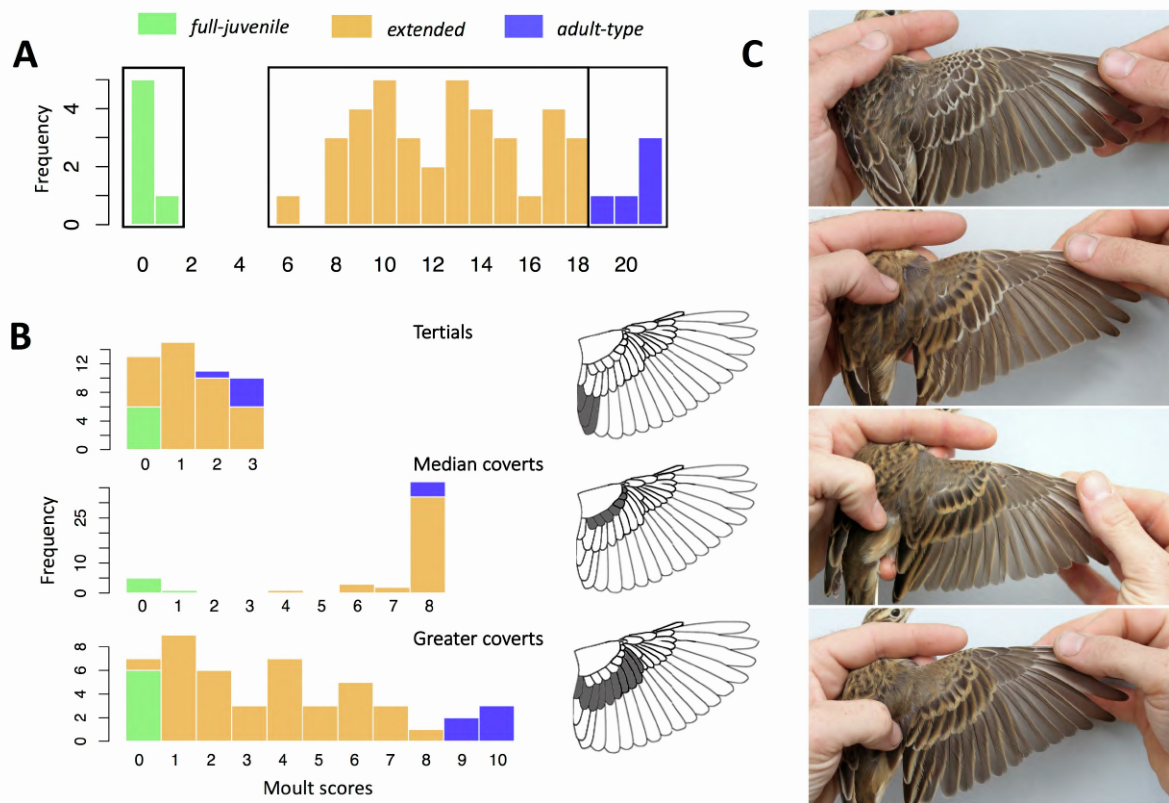 full-juvenile extended adult-type
A
C
Frequency
0 2 4
0 2 4 6 8 10 12 14 16 18 20
B
Tertials
0 4 8 12
0 1 2 3
Median coverts
Frequency
0 10 25
0 1 2 3 4 5 6 7 8
Greater coverts
0 2 4 6 8
0 1 2 3 4 5 6 7 8 9 10
Moult scores